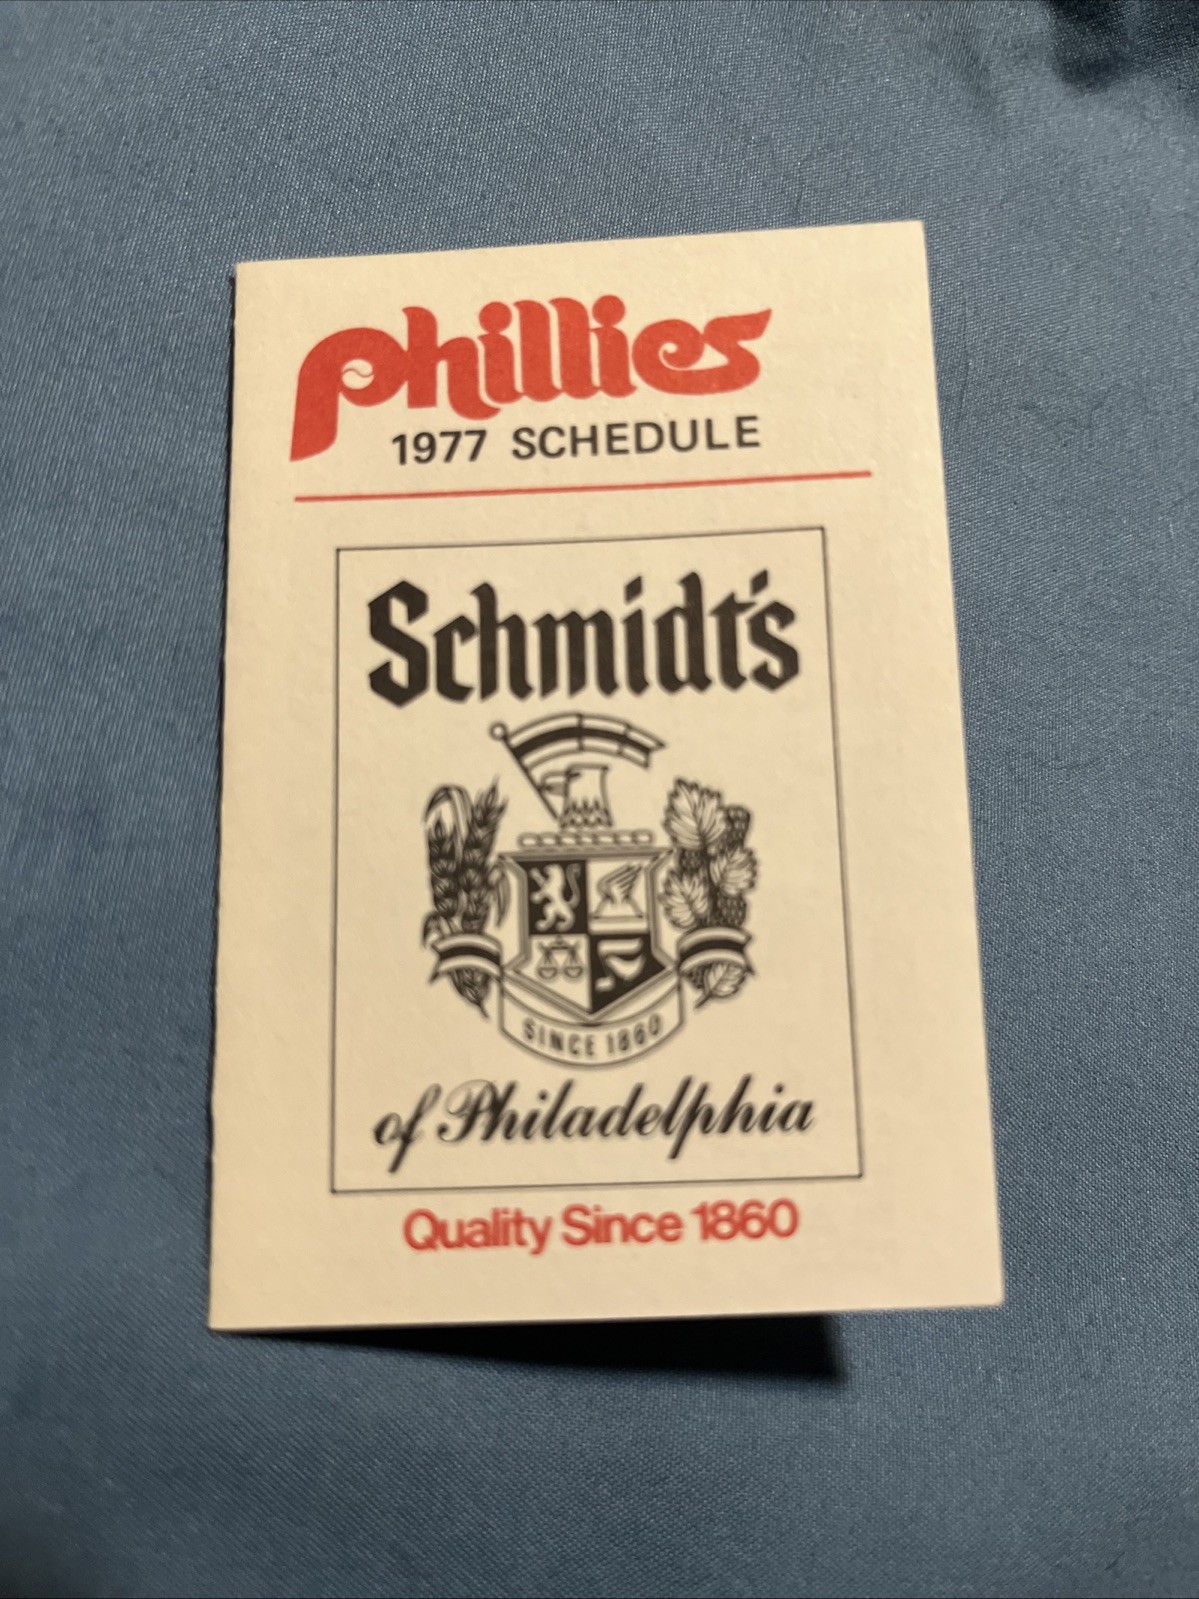 phillies
1977 SCHEDULE
Schmidt's
SINCE 1860
of Philadelphia
Quality Since 1860